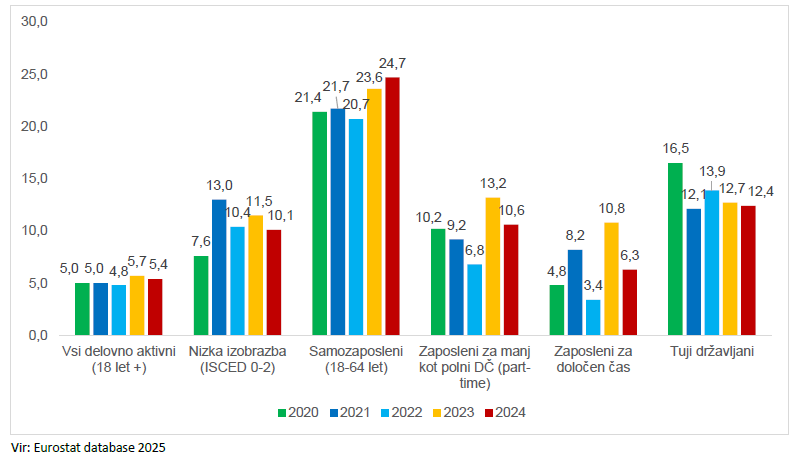 30,0
25,0
20,0
15,0
10,0
5,0
0,0
5,0 5,0 4,8 5,7 5,4
7,6 13,0 10,4 11,5 10,1
21,4 21,7 20,7 23,6 24,7
10,2 9,2 6,8 13,2 10,6
4,8 8,2 3,4 10,8 6,3
16,5 12,1 13,9 12,7 12,4
Vsi delovno aktivni
(18 let +)
Nizka izobrazba
(ISCED 0-2)
Samozaposleni
(18-64 let)
Zaposleni za manj
kot polni DČ (part-
time)
Zaposleni za
določen čas
Tuji državljani
2020 2021 2022 2023 2024
Vir: Eurostat database 2025